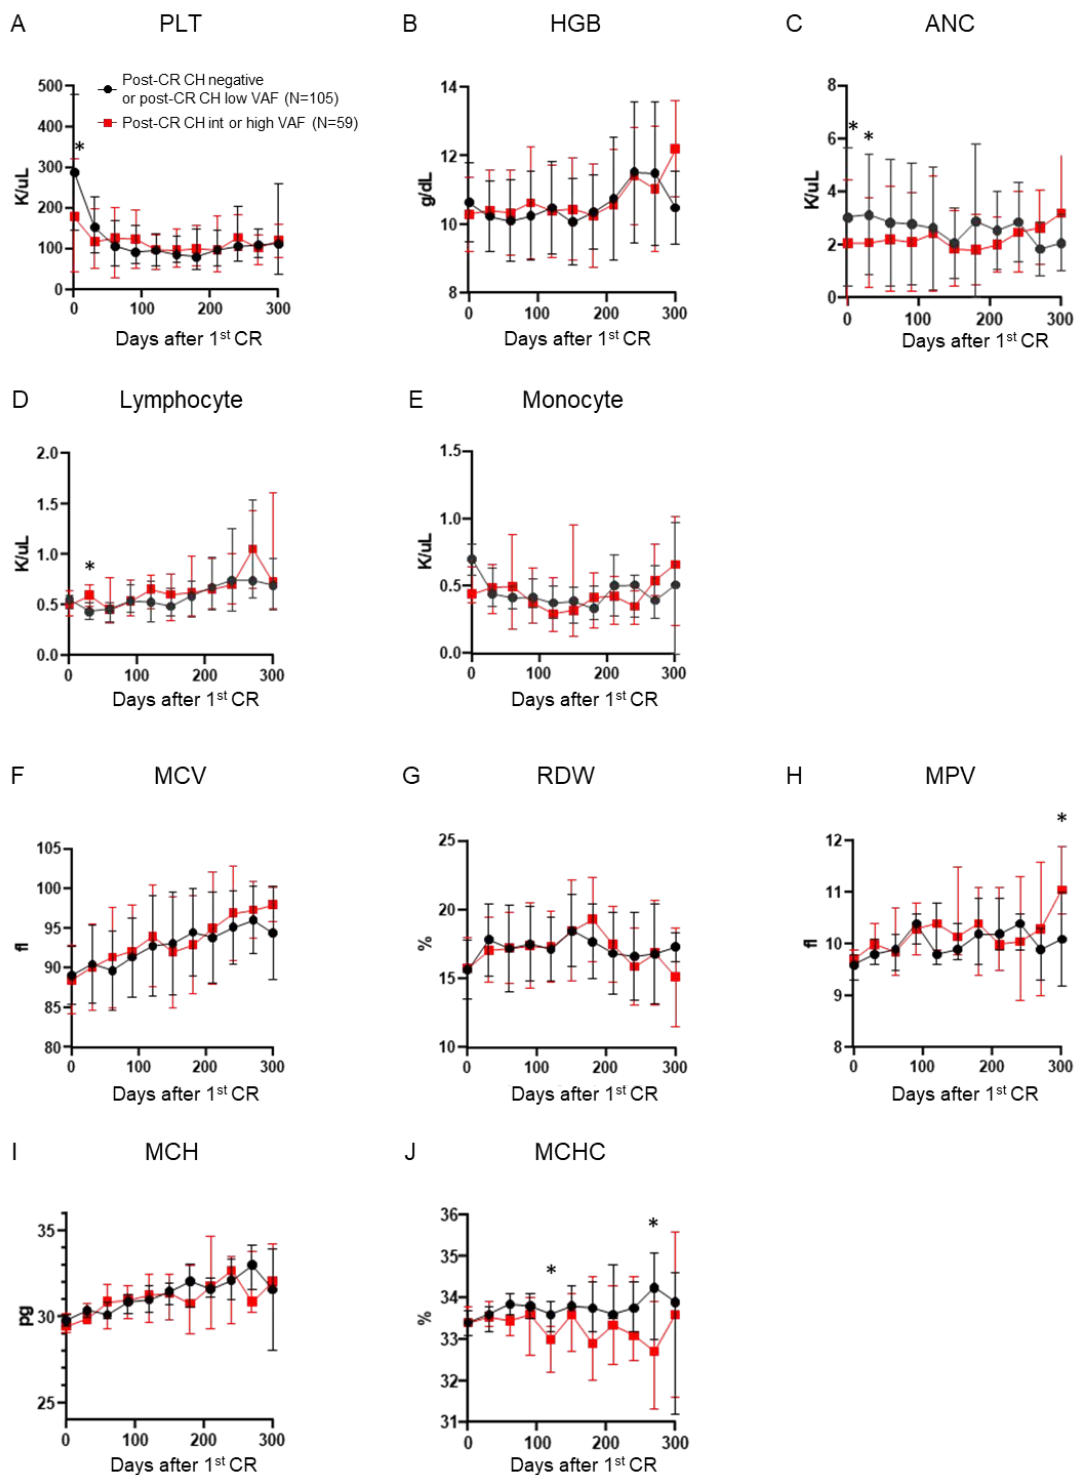 A PLT
B HGB
C ANC
Post-CR CH negative
or post-CR CH low VAF (N=105)
Post-CR CH int or high VAF (N=59)
500
400
300
200
100
0
K/uL
*
0 100 200 300
Days after 1st CR
14
12
10
8
g/dL
0 100 200 300
Days after 1st CR
8
6
4
2
0
K/uL
* *
0 100 200 300
Days after 1st CR
D Lymphocyte
E Monocyte
2.0
1.5
1.0
0.5
0.0
K/uL
*
0 100 200 300
Days after 1st CR
1.5
1.0
0.5
0.0
K/uL
0 100 200 300
Days after 1st CR
F MCV
G RDW
H MPV
105
100
95
90
85
80
fl
0 100 200 300
Days after 1st CR
25
20
15
10
%
0 100 200 300
Days after 1st CR
12
11
10
9
8
fl
*
0 100 200 300
Days after 1st CR
I MCH
J MCHC
35
30
25
pg
0 100 200 300
Days after 1st CR
36
35
34
33
32
31
%
* *
0 100 200 300
Days after 1st CR